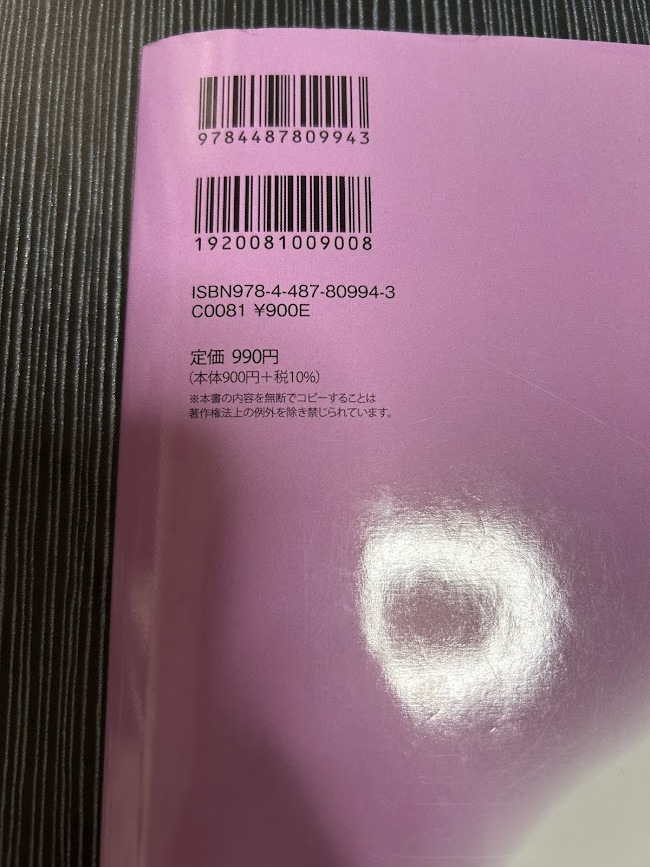 9784487809943
1920081009008
ISBN978-4-487-80994-3
C0081 ¥900E
定価 990円
（本体900円＋税10%）
※本書の内容を無断でコピーすることは
著作権法上の例外を除き禁じられています。